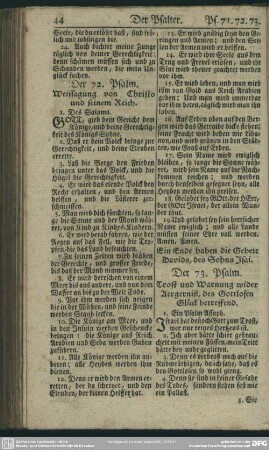 44 Der Psalter. Ps. 71. 72. 73.
Seele, die du erlöset hast, sind fröh-
lich und lobsingen dir.
24. Auch dichtet meine Zunge
täglich von deiner Gerechtigkeit:
denn schämen müssen sich und zu
Schanden werden, die mein Un-
glück suchen.
Der 72. Psalm.
Weissagung von Christo
und seinem Reich.
1. Des Salomo.
GOtt, gieb dein Gericht dem
Könige, und deine Gerechtig-
keit des Königs Sohne.
2. Daß er dein Volk bringe zur
Gerechtigkeit, und deine Elenden
errette.
3. Laß die Berge den Frieden
bringen unter das Volk, und die
Hügel die Gerechtigkeit.
4. Er wird das elende Volk bey
Recht erhalten, und den Armen
helfen, und die Lästerer
zerschmeissen.
5. Man wird dich fürchten, so lan-
ge die Sonne und der Mond wäh-
ret, von Kind zu Kindes-Kindern.
6. Er wird herab fahren, wie der
Regen auf das Fell, wie die Tro-
pfen, die das Land befeuchten.
7. Zu seinen Zeiten wird blühen
der Gerechte, und grosser Friede,
bis daß der Mond nimmer sey.
8. Er wird herrschen von einem
Meer bis ans andere, und von dem
Wasser an bis zu der Welt Ende.
9. Vor ihm werden sich neigen
die in der Wüsten, und seine Feinde
werden Staub lecken.
10. Die Könige am Meer, und
in den Insuln werden Geschencke
bringen; die Könige aus Reich
Arabien und Seba werden Gaben
zuführen.
11. Alle Könige werden ihn an-
beten, alle Heyden werden ihm
dienen.
12. Denn er wird den Armen er-
retten, der da schreyet, und den
Elenden, der keinen Helfer hat.
13. Er wird gnädig seyn den Ge-
ringen und Armen; und den See-
len der Armen wird er helffen.
14. Er wird ihre Seele aus dem
Trug und Frevel erlösen, und ihr
Blut wird theuer geachtet werden
vor ihm.
15. Er wird leben, und man wird
ihm vom Gold aus Reich Arabien
geben. Und man wird immerdar
vor ihm beten, täglich wird man ihn
loben.
16. Auf Erden oben auf den Ber-
gen wird das Getreide dick stehen;
seine Frucht wird beben, wie Liba-
non, und wird grünen in den Städ-
ten, wie Graß auf Erden.
17. Sein Name wird ewiglich
bleiben, so lange die Sonne wäh-
ret, wird sein Name auf die Nach-
kommen reichen, und werden durch
denselben gesegnet seyn; alle Heyden
werden ihn preisen.
18. Gelobet sey GOtt der HErr,
der GOtt Israel, der allein Wun-
der thut.
19. Und gelobet sey sein herrlicher
Name ewiglich; und alle Lande
müssen seiner Ehre voll werden.
Amen, Amen.
Ein Ende haben die Gebete
Davids, des Sohns Isai.
Der 73. Psalm.
Trost und Warnung wider
Aergerniß, des Gottlosen
Glück betreffend.
1. Ein Psalm Assaph.
Israel hat dennoch GOtt zum Trost,
wer nur reines Hertzens ist.
2. Ich aber hätte schier gestrau-
chelt mit meinen Füssen, mein
Tritt hätte bey nahe geglitten.
3. Denn es verdroß mich auf die
Ruhmräthigen, da ich sahe, daß es
den Gottlosen so wohl gieng.
4. Denn sie sind in keiner Gefahr
des Todes, sondern stehen fest wie
ein Pallast.
5. Sie